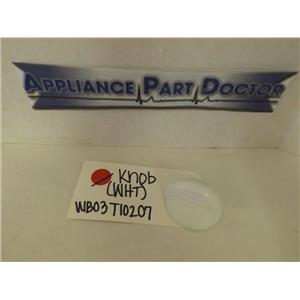 APPLIANCE PART DOCTOR
Knob
(WHT)
WB03T10207